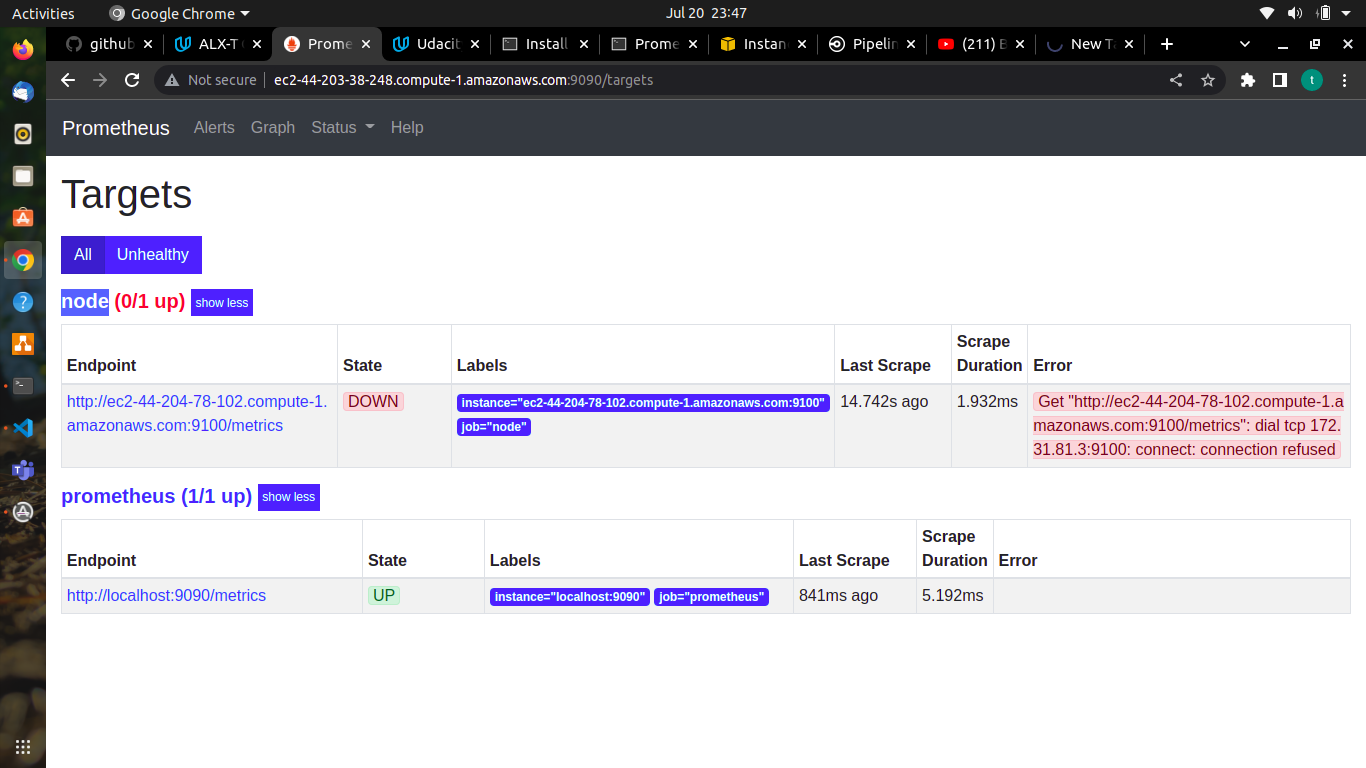 Activities Google Chrome Jul 20 23:47
github ALX-T Prome Udacit Install Prome Instan Pipelin (211) B New Ta
Not secure ec2-44-203-38-248.compute-1.amazonaws.com:9090/targets t
Prometheus Alerts Graph Status Help
Targets
All Unhealthy
node (0/1 up) show less
Endpoint State Labels Last Scrape Scrape Duration Error
http://ec2-44-204-78-102.compute-1.
amazonaws.com:9100/metrics
DOWN
instance="ec2-44-204-78-102.compute-1.amazonaws.com:9100"
job="node"
14.742s ago
1.932ms
Get "http://ec2-44-204-78-102.compute-1.a
mazonaws.com:9100/metrics": dial tcp 172.
31.81.3:9100: connect: connection refused
prometheus (1/1 up) show less
Endpoint State Labels Last Scrape Scrape Duration Error
http://localhost:9090/metrics UP instance="localhost:9090" job="prometheus" 841ms ago 5.192ms